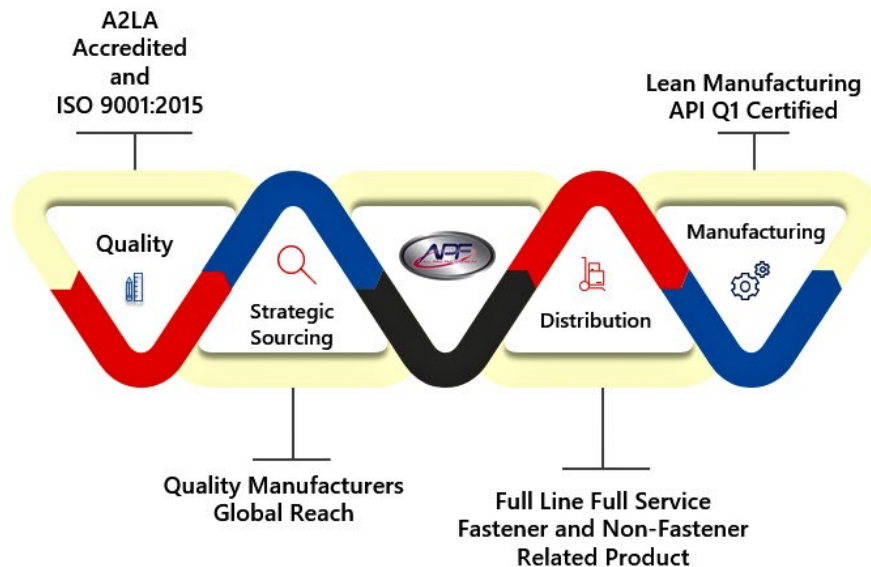 A2LA
Accredited
and
ISO 9001:2015
Lean Manufacturing
API Q1 Certified
Quality
Strategic
Sourcing
APF
Distribution
Manufacturing
Quality Manufacturers
Global Reach
Full Line Full Service
Fastener and Non-Fastener
Related Product